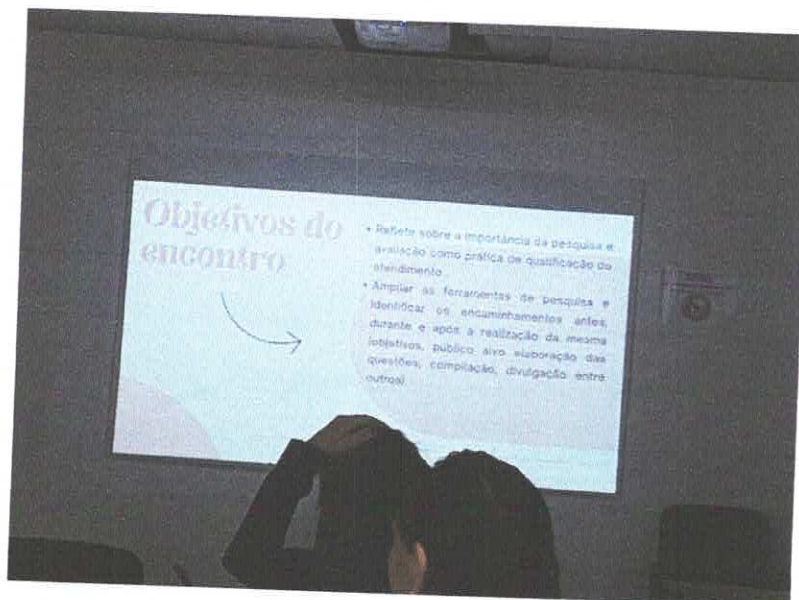 Objetivos do
encontro
• Refletir sobre a importância da pesquisa e
avaliação como prática de qualificação do
atendimento
• Ampliar as ferramentas de pesquisa e
identificar os encaminhamentos antes,
durante e após a realização da mesma
(objetivos, público alvo elaboração das
questões, compilação, divulgação entre
outros)